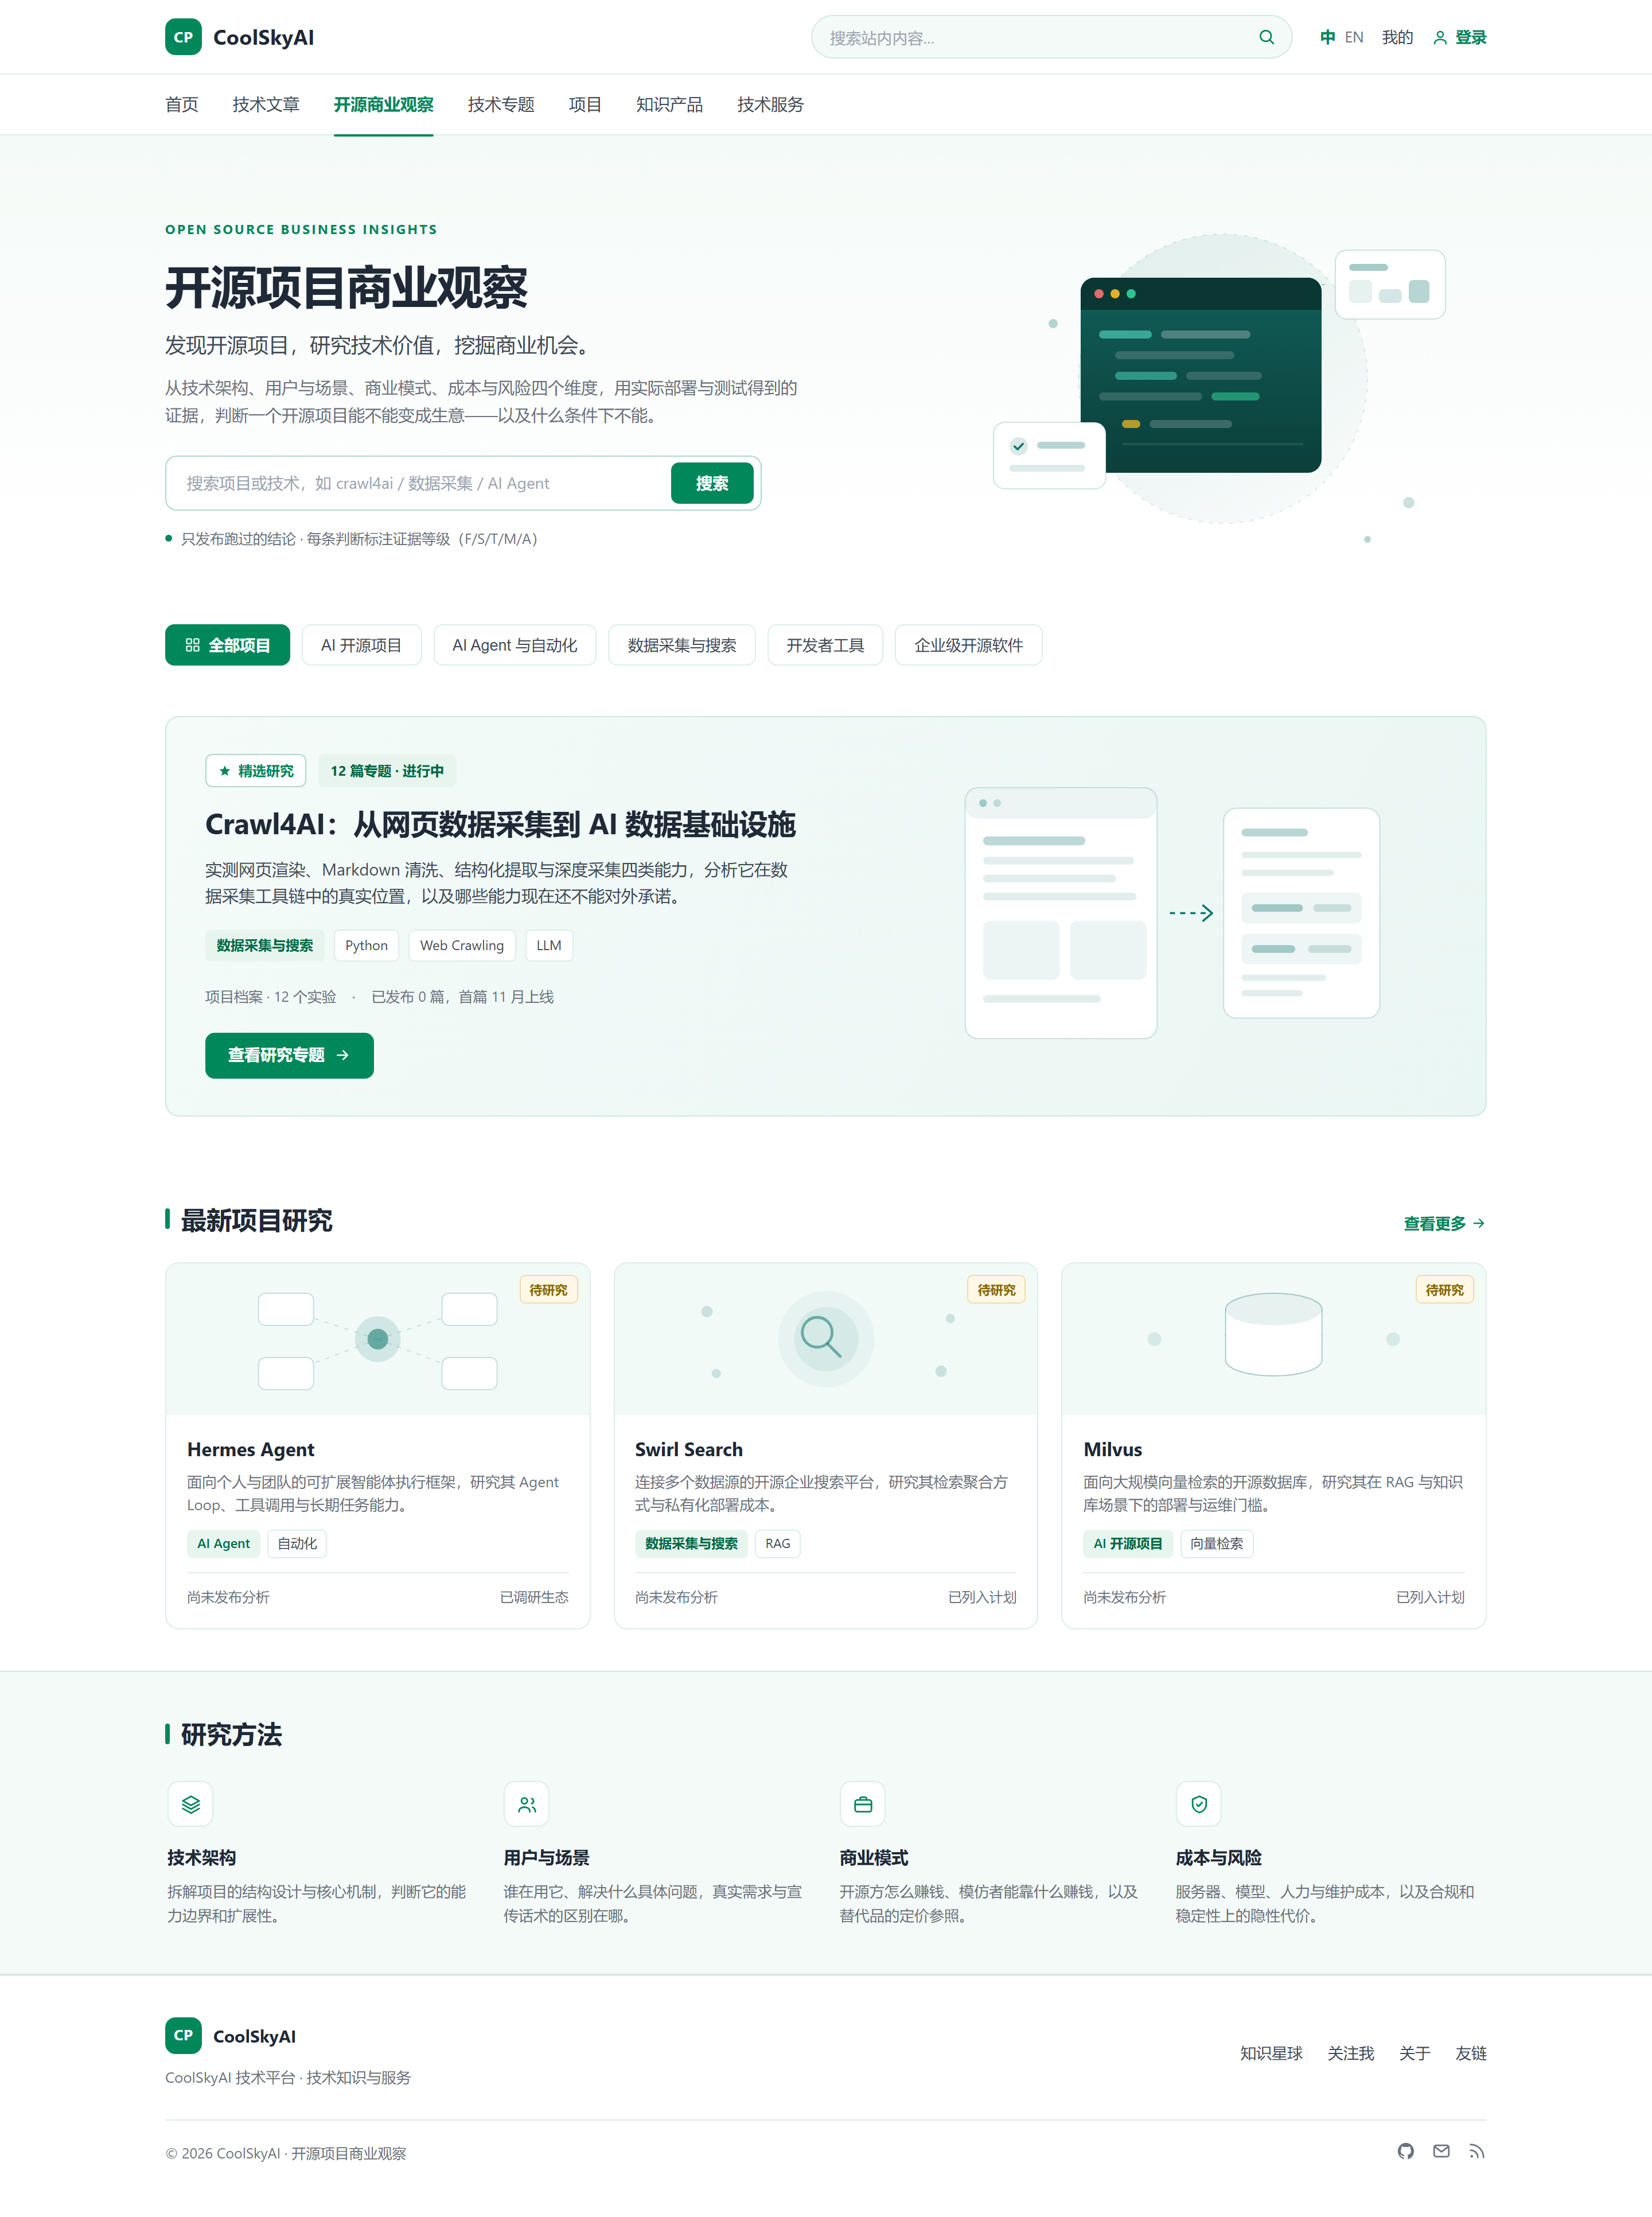 CP CoolSkyAI
搜索站内内容...
中 EN 我的 登录
首页 技术文章 开源商业观察 技术专题 项目 知识产品 技术服务
OPEN SOURCE BUSINESS INSIGHTS
开源项目商业观察
发现开源项目，研究技术价值，挖掘商业机会。
从技术架构、用户与场景、商业模式、成本与风险四个维度，用实际部署与测试得到的
证据，判断一个开源项目能不能变成生意——以及什么条件下不能。
搜索项目或技术，如 crawl4ai / 数据采集 / AI Agent 搜索
只发布跑过的结论 · 每条判断标注证据等级（F/S/T/M/A）
全部项目 AI 开源项目 AI Agent 与自动化 数据采集与搜索 开发者工具 企业级开源软件
精选研究 12 篇专题 · 进行中
Crawl4AI：从网页数据采集到 AI 数据基础设施
实测网页渲染、Markdown 清洗、结构化提取与深度采集四类能力，分析它在数
据采集工具链中的真实位置，以及哪些能力现在还不能对外承诺。
数据采集与搜索 Python Web Crawling LLM
项目档案 · 12 个实验 · 已发布 0 篇，首篇 11 月上线
查看研究专题 →
最新项目研究
查看更多 →
待研究
Hermes Agent
面向个人与团队的可扩展智能体执行框架，研究其 Agent
Loop、工具调用与长期任务能力。
AI Agent 自动化
尚未发布分析 已调研生态
待研究
Swirl Search
连接多个数据源的开源企业搜索平台，研究其检索聚合方
式与私有化部署成本。
数据采集与搜索 RAG
尚未发布分析 已列入计划
待研究
Milvus
面向大规模向量检索的开源数据库，研究其在 RAG 与知识
库场景下的部署与运维门槛。
AI 开源项目 向量检索
尚未发布分析 已列入计划
研究方法
技术架构
拆解项目的结构设计与核心机制，判断它的能
力边界和扩展性。
用户与场景
谁在用它、解决什么具体问题，真实需求与宣
传话术的区别在哪。
商业模式
开源方怎么赚钱、模仿者能靠什么赚钱，以及
替代品的定价参照。
成本与风险
服务器、模型、人力与维护成本，以及合规和
稳定性上的隐性代价。
CP CoolSkyAI
CoolSkyAI 技术平台 · 技术知识与服务
知识星球 关注我 关于 友链
© 2026 CoolSkyAI · 开源项目商业观察